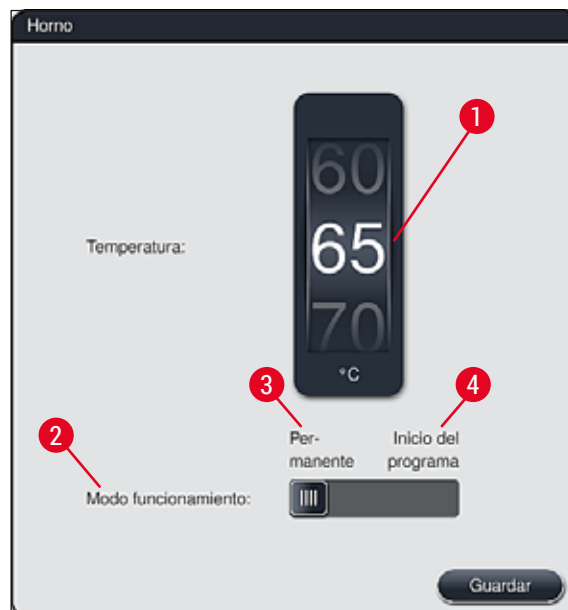 Horno
1
60
Temperatura:
65
70
°C
3
4
2
Per-
manente
Inicio del
programa
Modo funcionamiento:
Guardar